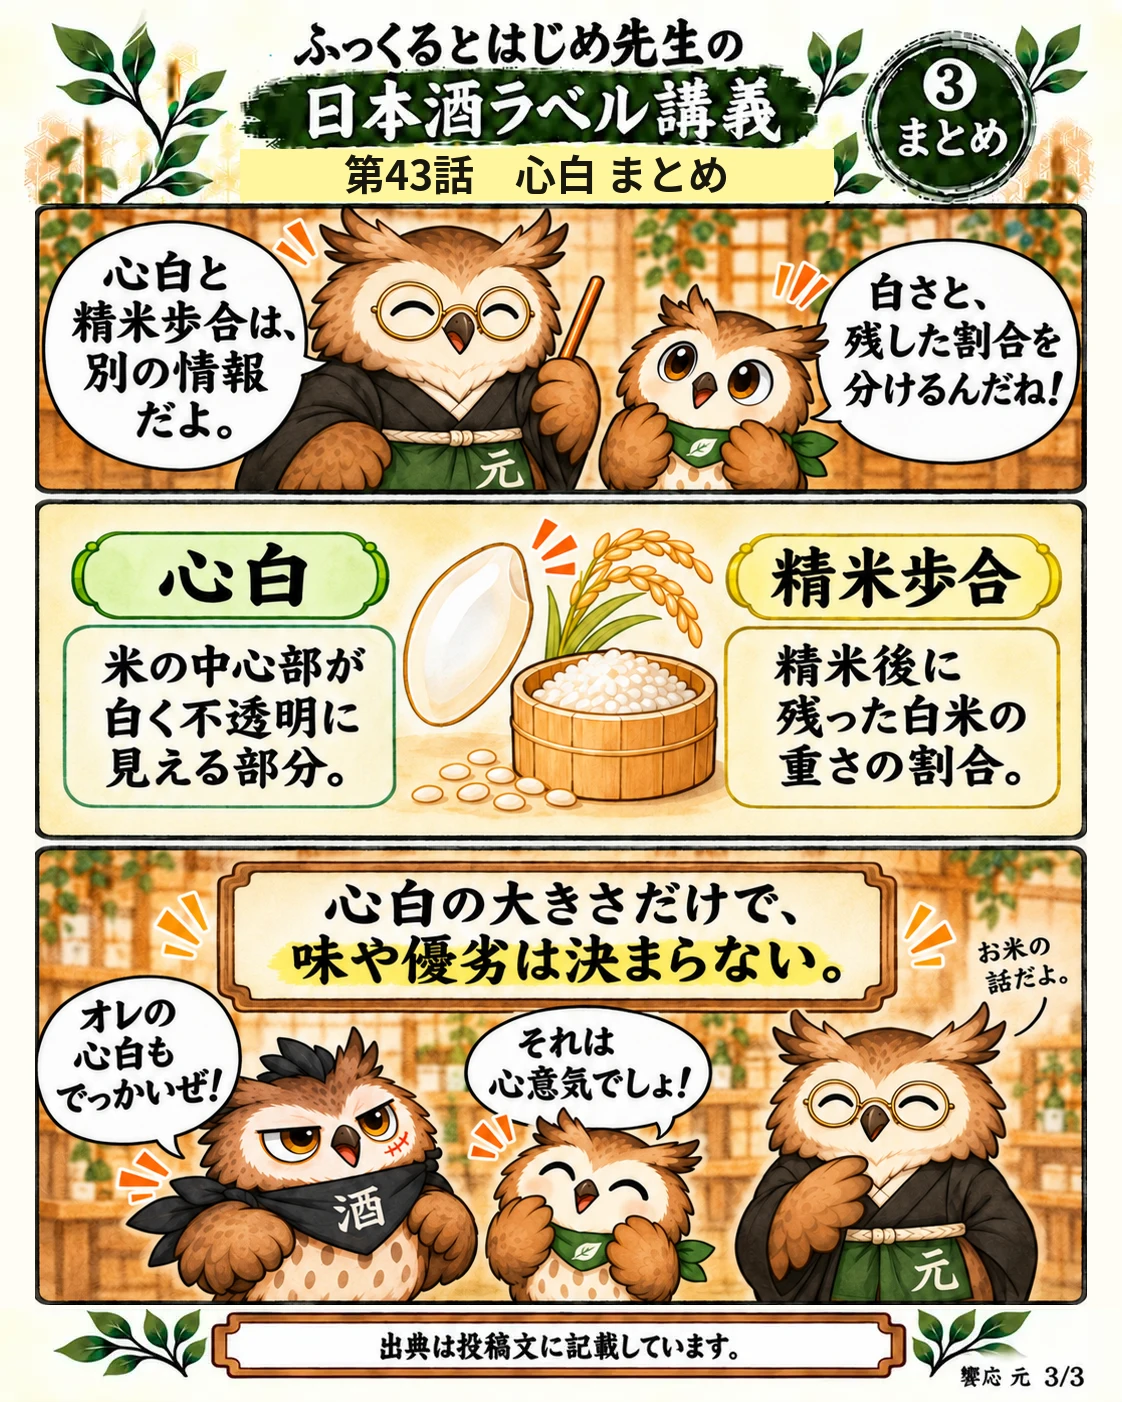 ふっくるとはじめ先生の
日本酒ラベル講義
3
まとめ
第43話 心白 まとめ
心白と
精米歩合は、
別の情報
だよ。
白さと、
残した割合を
分けるんだね!
元
心白
米の中心部が
白く不透明に
見える部分。
精米歩合
精米後に
残った白米の
重さの割合。
心白の大きさだけで、
味や優劣は決まらない。
お米の
話だよ。
オレの
心白も
でっかいぜ!
それは
心意気でしょ!
酒
元
出典は投稿文に記載しています。
饗応 元 3/3